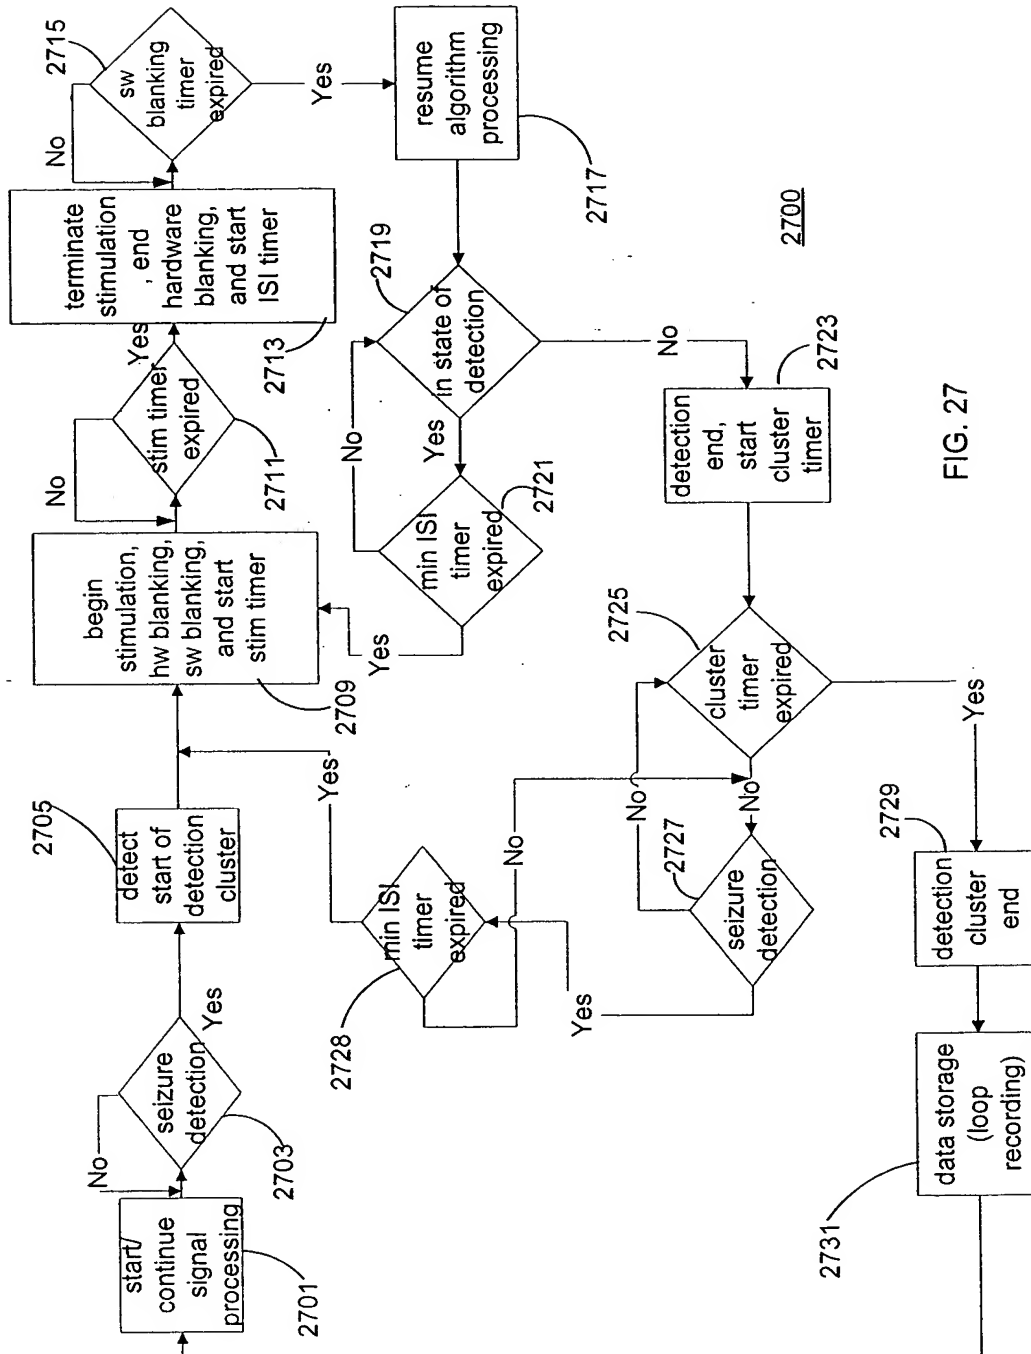 start/
continue
signal
processing
2701
No
seizure
detection
2703
Yes
detect
start of
detection
cluster
2705
begin
stimulation,
hw blanking,
sw blanking,
and start
stim timer
2709
No
stim timer
expired
2711
Yes
terminate
stimulation
, end
hardware
blanking,
and start
ISI timer
2713
No
sw
blanking
timer
expired
2715
Yes
resume
algorithm
processing
2717
in state of
detection
2719
Yes
No
min ISI
timer
expired
2721
No
Yes
detection
end,
start
cluster
timer
2723
cluster
timer
expired
2725
No
Yes
seizure
detection
2727
No
Yes
min ISI
timer
expired
2728
Yes
No
detection
cluster
end
2729
data storage
(loop
recording)
2731
2700
FIG. 27